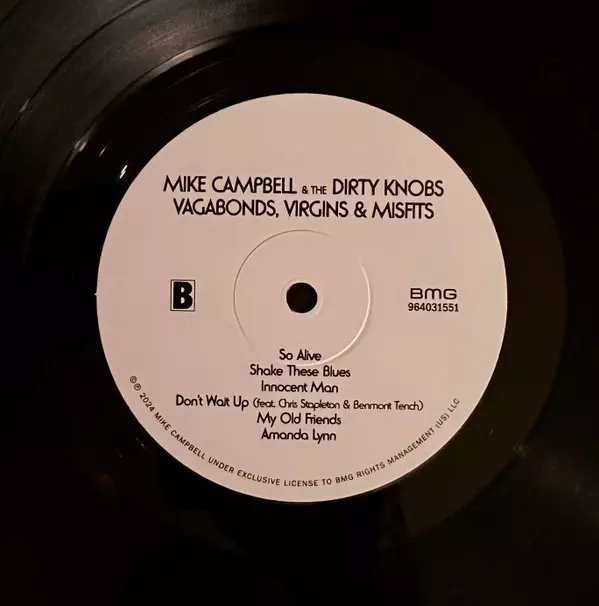 MIKE CAMPBELL & THE DIRTY KNOBS
VAGABONDS, VIRGINS & MISFITS
B
BMG
964031551
So Alive
Shake These Blues
Innocent Man
Don't Wait Up (feat. Chris Stapleton & Benmont Tench)
My Old Friends
Amanda Lynn
©℗ 2024 MIKE CAMPBELL UNDER EXCLUSIVE LICENSE TO BMG RIGHTS MANAGEMENT (US) LLC